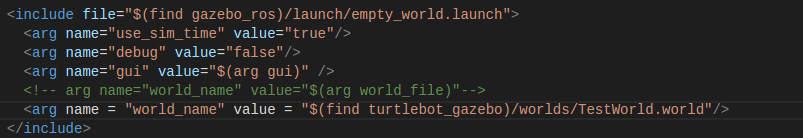 <include file="$(find gazebo_ros)/launch/empty_world.launch">
<arg name="use_sim_time" value="true"/>
<arg name="debug" value="false"/>
<arg name="gui" value="$(arg gui)" />
<!-- arg name="world_name" value="$(arg world_file)"-->
<arg name = "world_name" value = "$(find turtlebot_gazebo)/worlds/TestWorld.world"/>
</include>